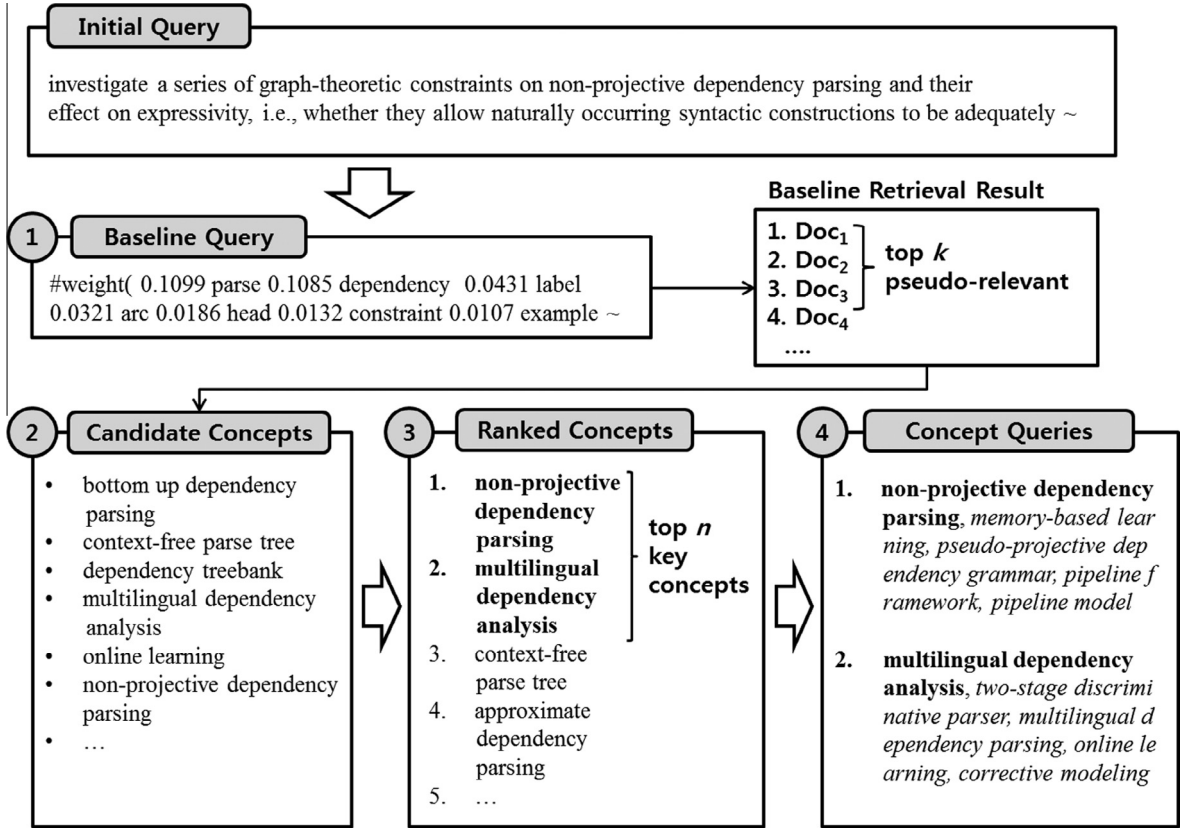 Initial Query
investigate a series of graph-theoretic constraints on non-projective dependency parsing and their
effect on expressivity, i.e., whether they allow naturally occurring syntactic constructions to be adequately ~
1
Baseline Query
#weight( 0.1099 parse 0.1085 dependency 0.0431 label
0.0321 arc 0.0186 head 0.0132 constraint 0.0107 example ~
Baseline Retrieval Result
1. Doc1
2. Doc2
3. Doc3
4. Doc4
....
top k
pseudo-relevant
2
Candidate Concepts
• bottom up dependency
parsing
• context-free parse tree
• dependency treebank
• multilingual dependency
analysis
• online learning
• non-projective dependency
parsing
• …
3
Ranked Concepts
1. non-projective
dependency
parsing
2. multilingual
dependency
analysis
3. context-free
parse tree
4. approximate
dependency
parsing
5. …
top n
key
concepts
4
Concept Queries
1. non-projective dependency
parsing, memory-based lear
ning, pseudo-projective dep
endency grammar, pipeline f
ramework, pipeline model
2. multilingual dependency
analysis, two-stage discrimi
native parser, multilingual d
ependency parsing, online le
arning, corrective modeling